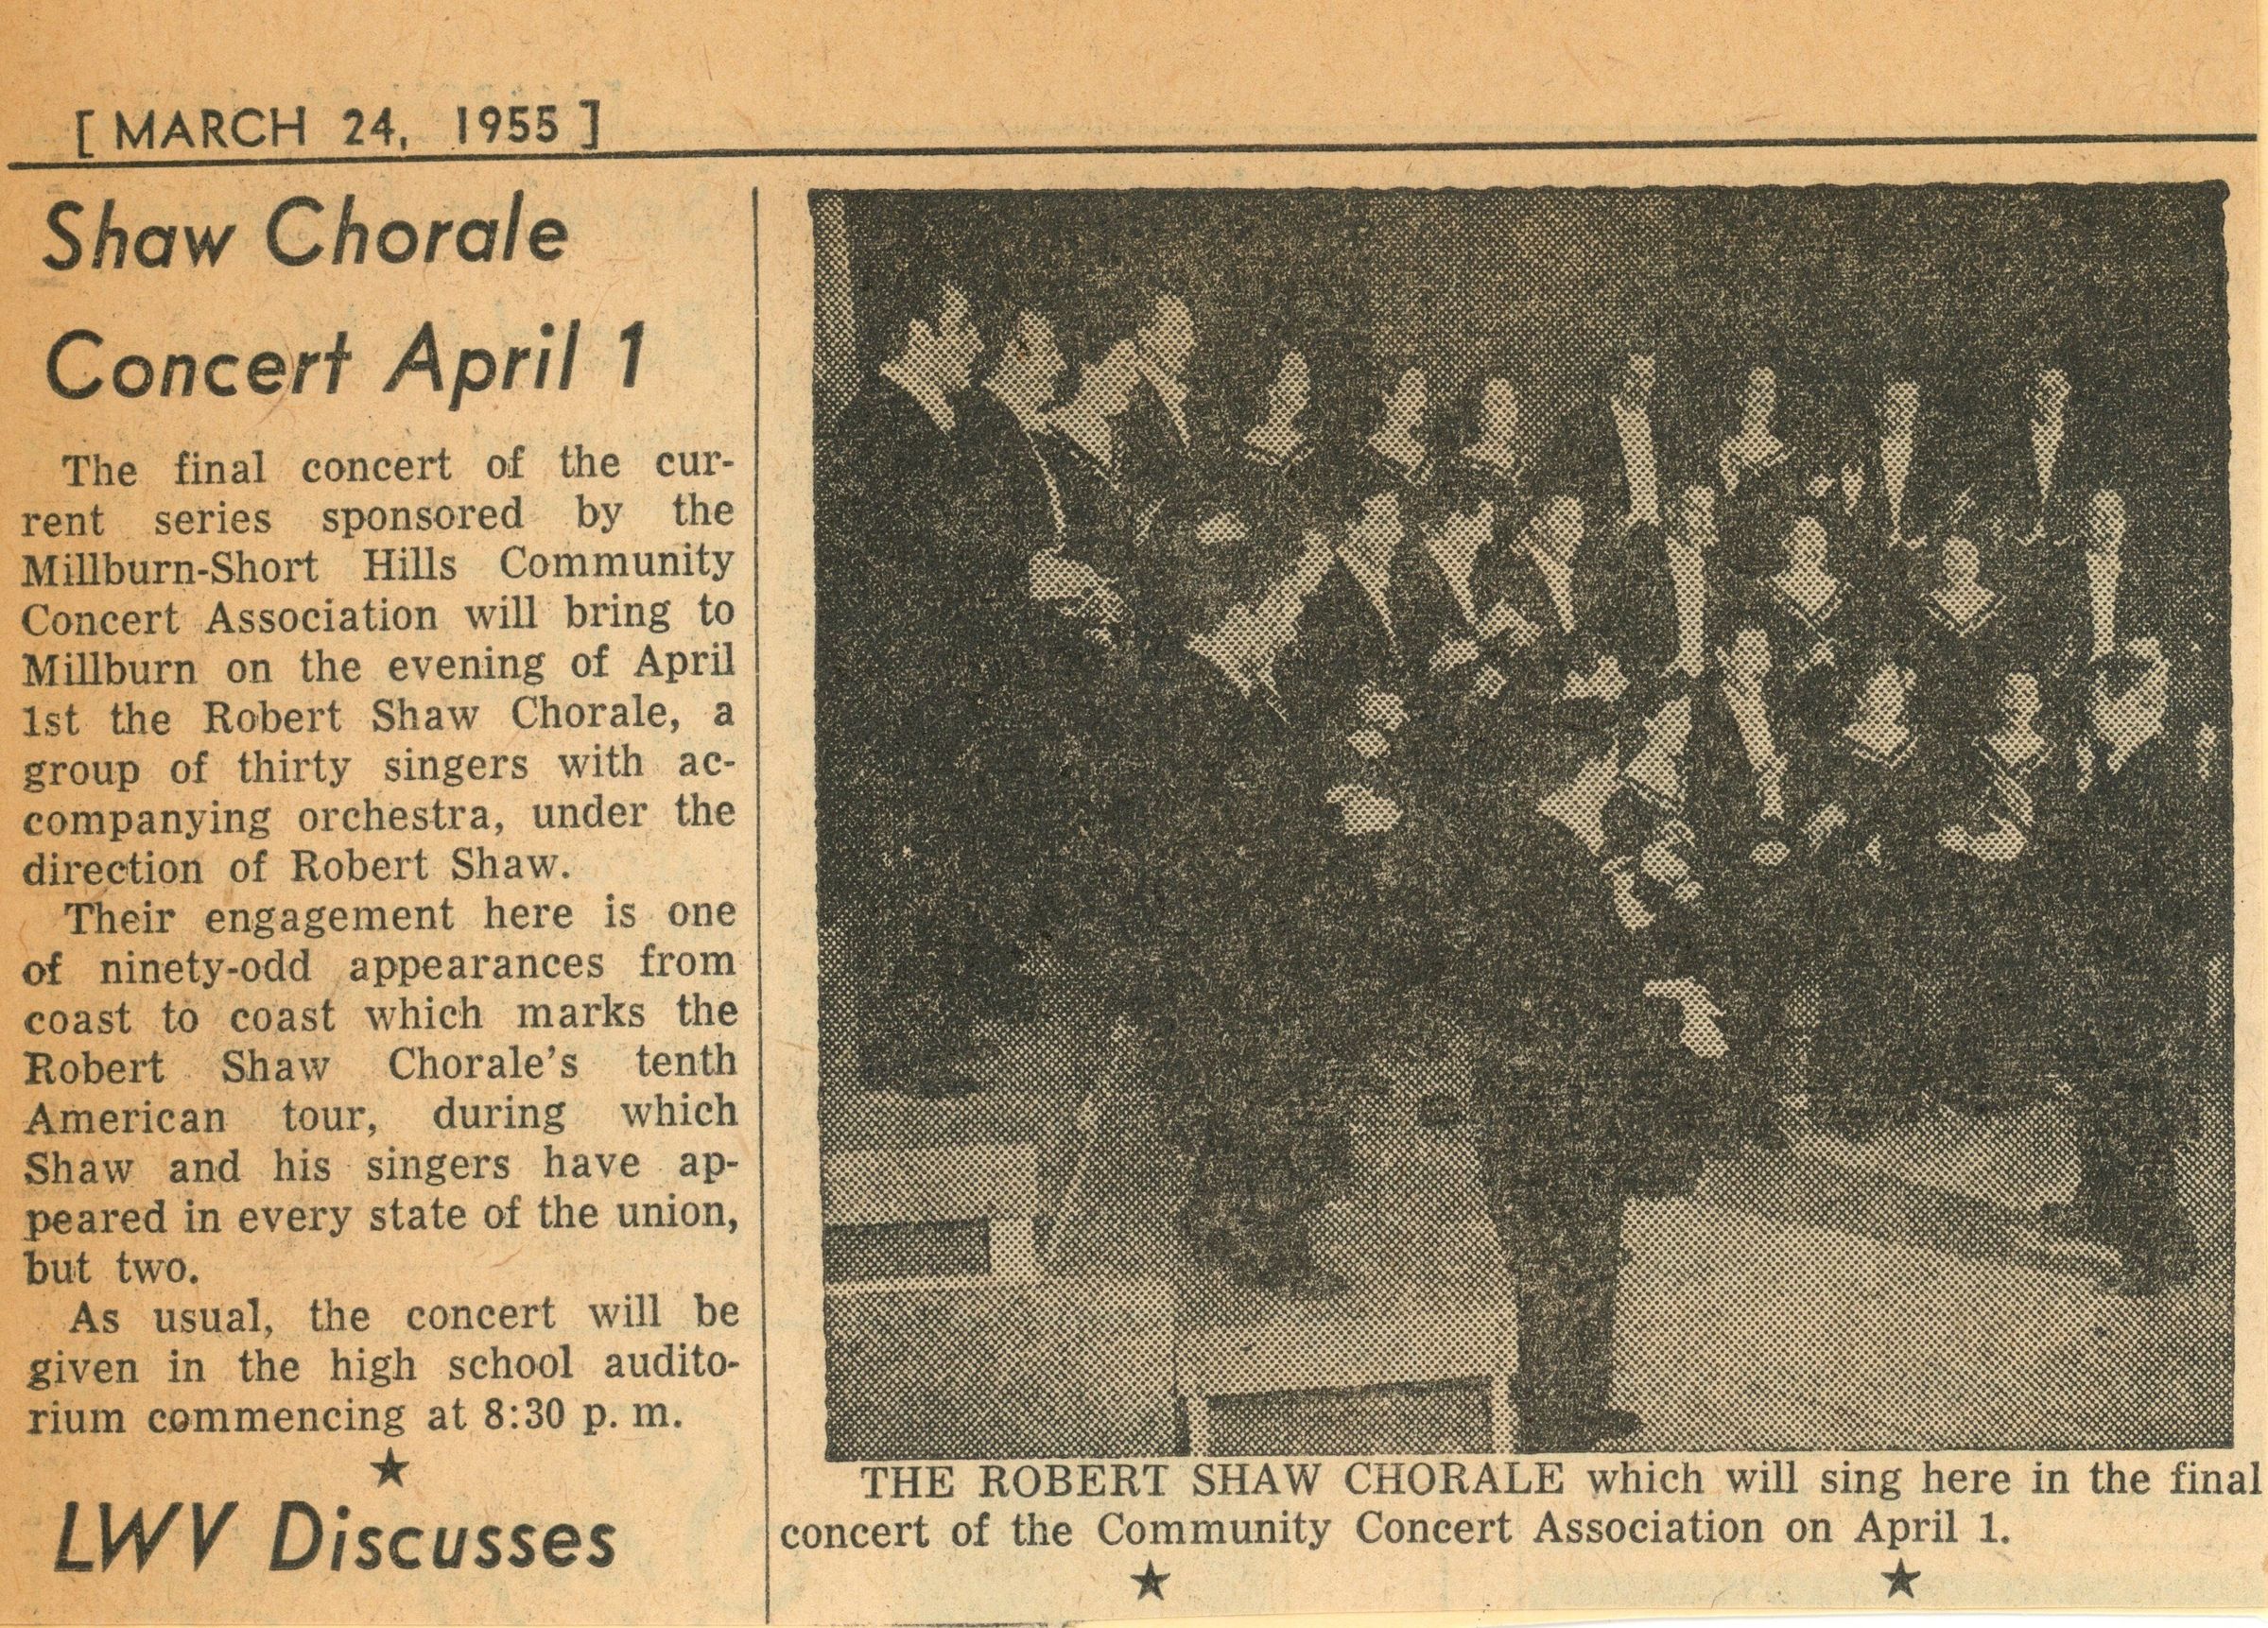 [ MARCH 24, 1955 ]
Shaw Chorale
Concert April 1
The final concert of the cur-
rent series sponsored by the
Millburn-Short Hills Community
Concert Association will bring to
Millburn on the evening of April
1st the Robert Shaw Chorale, a
group of thirty singers with ac-
companying orchestra, under the
direction of Robert Shaw.
Their engagement here is one
of ninety-odd appearances from
coast to coast which marks the
Robert Shaw Chorale's tenth
American tour, during which
Shaw and his singers have ap-
peared in every state of the union,
but two.
As usual, the concert will be
given in the high school audito-
rium commencing at 8:30 p. m.
LWV Discusses
THE ROBERT SHAW CHORALE which will sing here in the final
concert of the Community Concert Association on April 1.